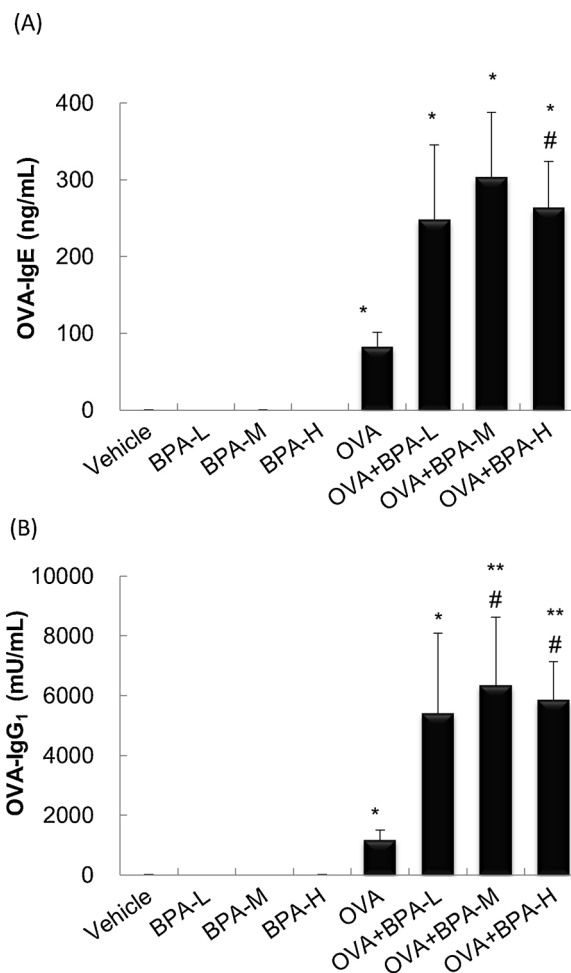 (A)
OVA-IgE (ng/mL)
400
300
200
100
0
*
*
*
*
#
Vehicle
BPA-L
BPA-M
BPA-H
OVA
OVA+BPA-L
OVA+BPA-M
OVA+BPA-H
(B)
OVA-IgG₁ (mU/mL)
10000
8000
6000
4000
2000
0
*
*
**
#
**
#
Vehicle
BPA-L
BPA-M
BPA-H
OVA
OVA+BPA-L
OVA+BPA-M
OVA+BPA-H